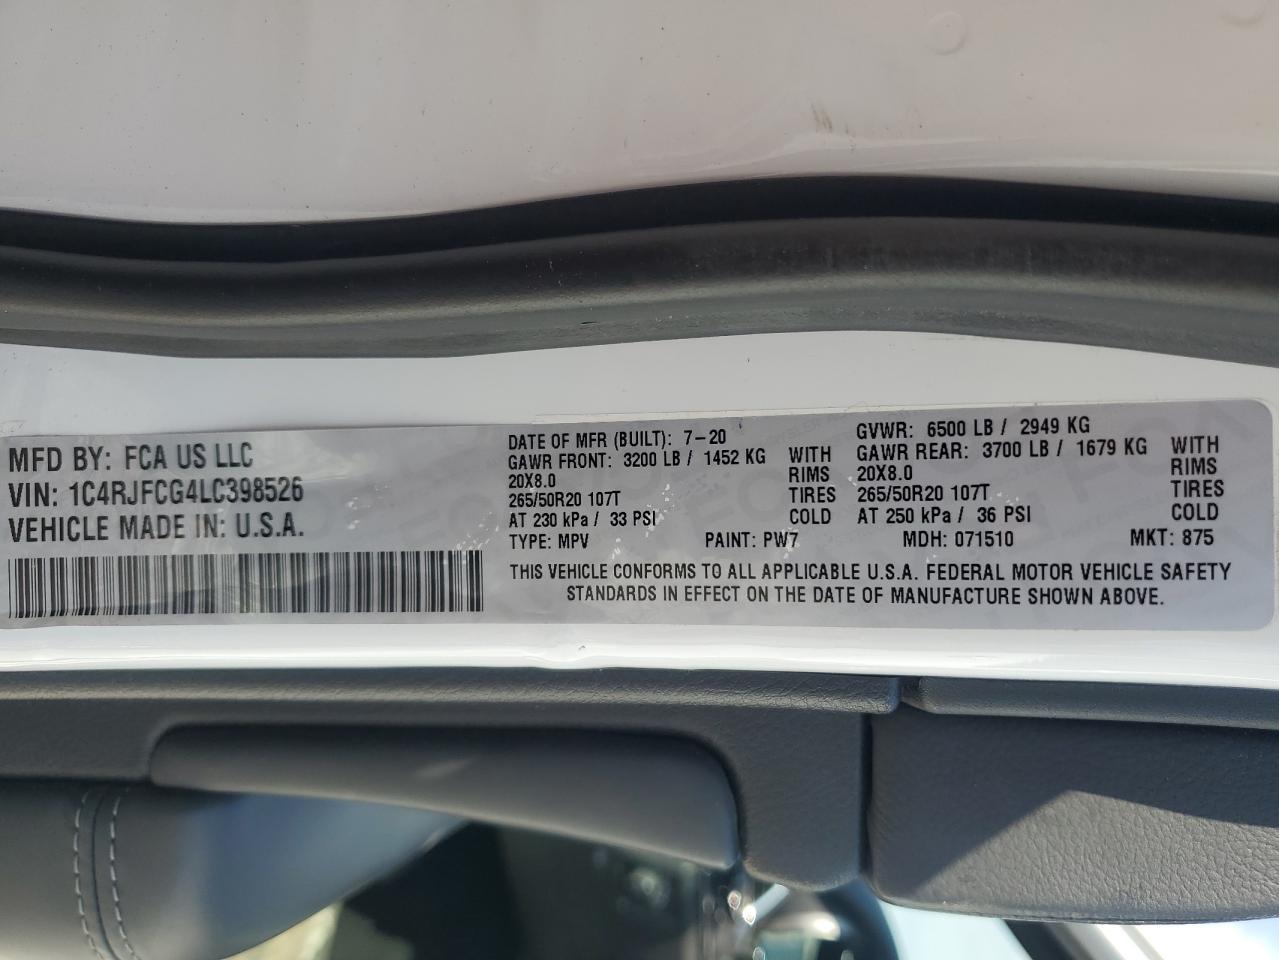 MFD BY: FCA US LLC
VIN: 1C4RJFCG4LC398526
VEHICLE MADE IN: U.S.A.
DATE OF MFR (BUILT): 7-20
GAWR FRONT: 3200 LB / 1452 KG WITH
20X8.0 RIMS
265/50R20 107T TIRES
AT 230 kPa / 33 PSI COLD
GVWR: 6500 LB / 2949 KG
GAWR REAR: 3700 LB / 1679 KG WITH
20X8.0 RIMS
265/50R20 107T TIRES
AT 250 kPa / 36 PSI COLD
TYPE: MPV PAINT: PW7 MDH: 071510 MKT: 875
THIS VEHICLE CONFORMS TO ALL APPLICABLE U.S.A. FEDERAL MOTOR VEHICLE SAFETY
STANDARDS IN EFFECT ON THE DATE OF MANUFACTURE SHOWN ABOVE.